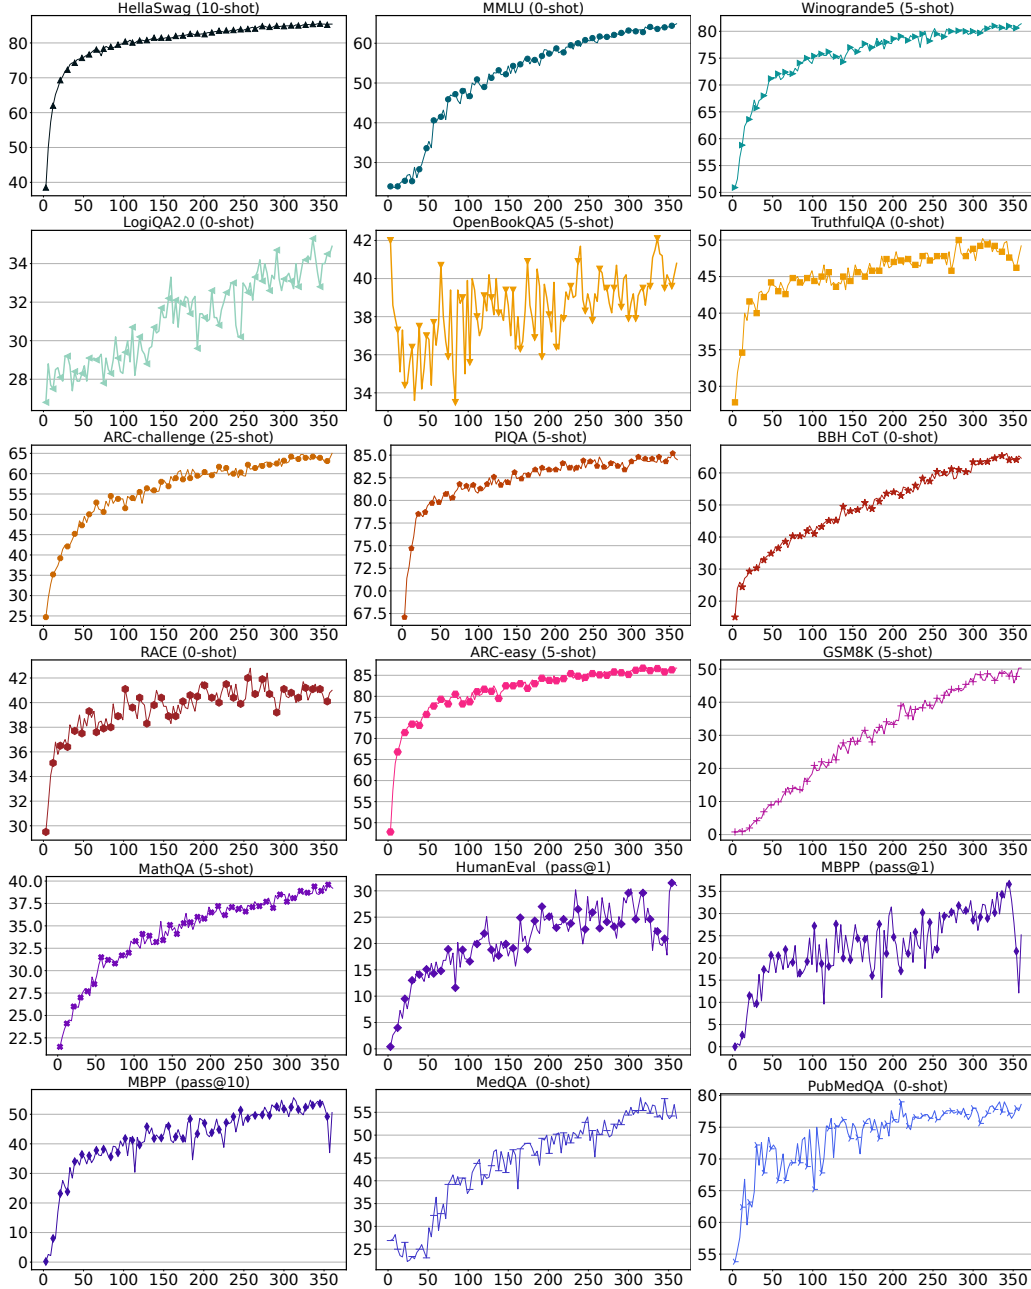 HellaSwag (10-shot) MMLU (0-shot) Winogrande5 (5-shot)
80 60 80
70 50 75
60 40 70
50 30 65
40 60
55
50
0 50 100 150 200 250 300 350 0 50 100 150 200 250 300 350 0 50 100 150 200 250 300 350
LogiQA2.0 (0-shot) OpenBookQA5 (5-shot) TruthfulQA (0-shot)
34 42 50
32 40 45
30 38 40
28 36 35
34 30
0 50 100 150 200 250 300 350 0 50 100 150 200 250 300 350 0 50 100 150 200 250 300 350
ARC-challenge (25-shot) PIQA (5-shot) BBH CoT (0-shot)
65 85.0 60
60 82.5 50
55 80.0 40
50 77.5 30
45 75.0 20
40 72.5
35 70.0
30 67.5
25
0 50 100 150 200 250 300 350 0 50 100 150 200 250 300 350 0 50 100 150 200 250 300 350
RACE (0-shot) ARC-easy (5-shot) GSM8K (5-shot)
42 85 50
40 80 40
38 75 30
36 70 20
34 65 10
32 60 0
30 55
50
0 50 100 150 200 250 300 350 0 50 100 150 200 250 300 350 0 50 100 150 200 250 300 350
MathQA (5-shot) HumanEval (pass@1) MBPP (pass@1)
40.0 30 35
37.5 25 30
35.0 20 25
32.5 15 20
30.0 10 15
27.5 5 10
25.0 0 5
22.5 0
0 50 100 150 200 250 300 350 0 50 100 150 200 250 300 350 0 50 100 150 200 250 300 350
MBPP (pass@10) MedQA (0-shot) PubMedQA (0-shot)
50 55 80
40 50 75
30 45 70
20 40 65
10 35 60
0 30 55
25
0 50 100 150 200 250 300 350 0 50 100 150 200 250 300 350 0 50 100 150 200 250 300 350